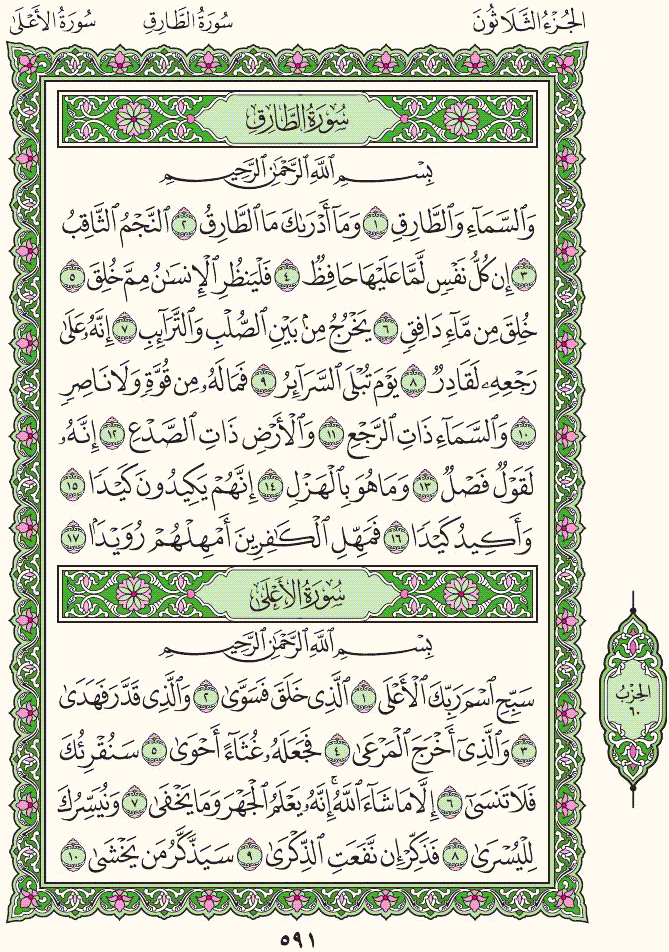 الجُزْءُ الثَّلَاثُونَ سُورَةُ الطَّارِقِ سُورَةُ الأَعْلَىٰ
سُورَةُ الطَّارِقِ
بِسْمِ ٱللَّهِ ٱلرَّحْمَٰنِ ٱلرَّحِيمِ
وَٱلسَّمَآءِ وَٱلطَّارِقِ ١ وَمَآ أَدْرَىٰكَ مَا ٱلطَّارِقُ ٢ ٱلنَّجْمُ ٱلثَّاقِبُ
٣ إِن كُلُّ نَفْسٍ لَّمَّا عَلَيْهَا حَافِظٌ ٤ فَلْيَنظُرِ ٱلْإِنسَٰنُ مِمَّ خُلِقَ ٥
خُلِقَ مِن مَّآءٍ دَافِقٍ ٦ يَخْرُجُ مِنۢ بَيْنِ ٱلصُّلْبِ وَٱلتَّرَآئِبِ ٧ إِنَّهُۥ عَلَىٰ
رَجْعِهِۦ لَقَادِرٌ ٨ يَوْمَ تُبْلَى ٱلسَّرَآئِرُ ٩ فَمَا لَهُۥ مِن قُوَّةٍ وَلَا نَاصِرٍ
١٠ وَٱلسَّمَآءِ ذَاتِ ٱلرَّجْعِ ١١ وَٱلْأَرْضِ ذَاتِ ٱلصَّدْعِ ١٢ إِنَّهُۥ
لَقَوْلٌ فَصْلٌ ١٣ وَمَا هُوَ بِٱلْهَزْلِ ١٤ إِنَّهُمْ يَكِيدُونَ كَيْدًا ١٥
وَأَكِيدُ كَيْدًا ١٦ فَمَهِّلِ ٱلْكَٰفِرِينَ أَمْهِلْهُمْ رُوَيْدًۢا ١٧
سُورَةُ الأَعْلَىٰ
بِسْمِ ٱللَّهِ ٱلرَّحْمَٰنِ ٱلرَّحِيمِ
سَبِّحِ ٱسْمَ رَبِّكَ ٱلْأَعْلَى ١ ٱلَّذِى خَلَقَ فَسَوَّىٰ ٢ وَٱلَّذِى قَدَّرَ فَهَدَىٰ
٣ وَٱلَّذِىٓ أَخْرَجَ ٱلْمَرْعَىٰ ٤ فَجَعَلَهُۥ غُثَآءً أَحْوَىٰ ٥ سَنُقْرِئُكَ
فَلَا تَنسَىٰٓ ٦ إِلَّا مَا شَآءَ ٱللَّهُ ۚ إِنَّهُۥ يَعْلَمُ ٱلْجَهْرَ وَمَا يَخْفَىٰ ٧ وَنُيَسِّرُكَ
لِلْيُسْرَىٰ ٨ فَذَكِّرْ إِن نَّفَعَتِ ٱلذِّكْرَىٰ ٩ سَيَذَّكَّرُ مَن يَخْشَىٰ ١٠
الحِزْبُ
٦٠
٥٩١